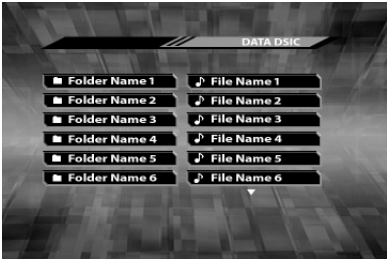 DATA DSIC
Folder Name 1 File Name 1
Folder Name 2 File Name 2
Folder Name 3 File Name 3
Folder Name 4 File Name 4
Folder Name 5 File Name 5
Folder Name 6 File Name 6